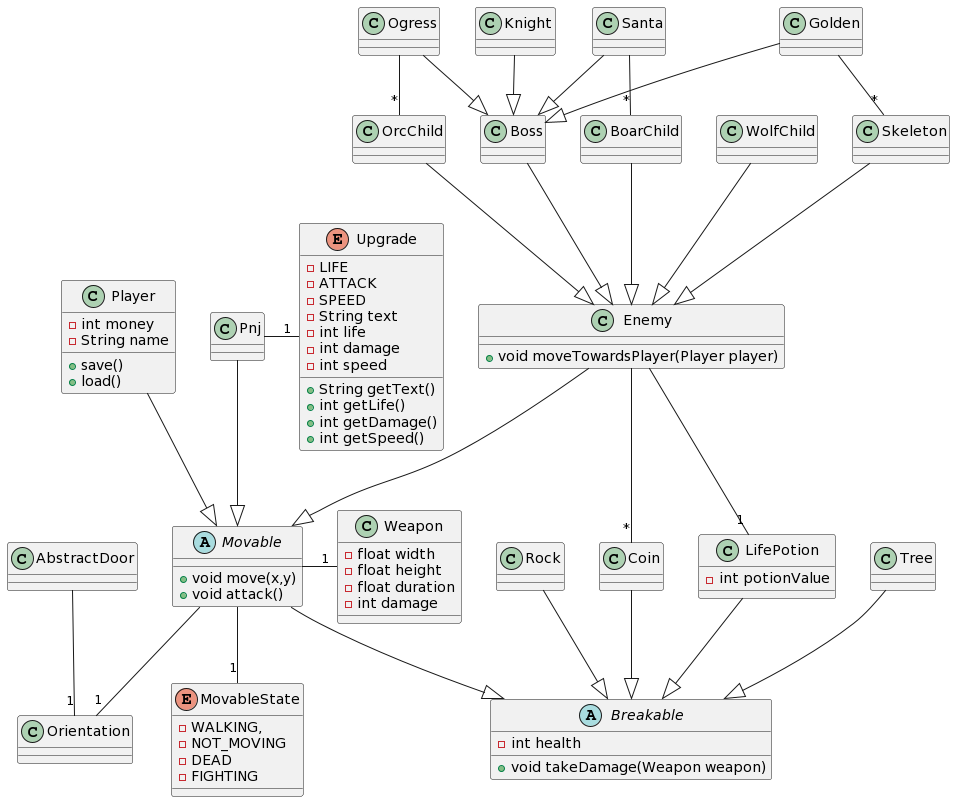 C Ogress
C Knight
C Santa
C Golden
*
*
*
C OrcChild
C Boss
C BoarChild
C WolfChild
C Skeleton
E Upgrade
LIFE
ATTACK
SPEED
String text
int life
int damage
int speed
String getText()
int getLife()
int getDamage()
int getSpeed()
C Player
int money
String name
save()
load()
C Pnj
1
C Enemy
void moveTowardsPlayer(Player player)
*
1
C AbstractDoor
A Movable
void move(x,y)
void attack()
1
C Weapon
float width
float height
float duration
int damage
C Rock
C Coin
C LifePotion
int potionValue
C Tree
1
1
1
C Orientation
E MovableState
WALKING,
NOT_MOVING
DEAD
FIGHTING
A Breakable
int health
void takeDamage(Weapon weapon)